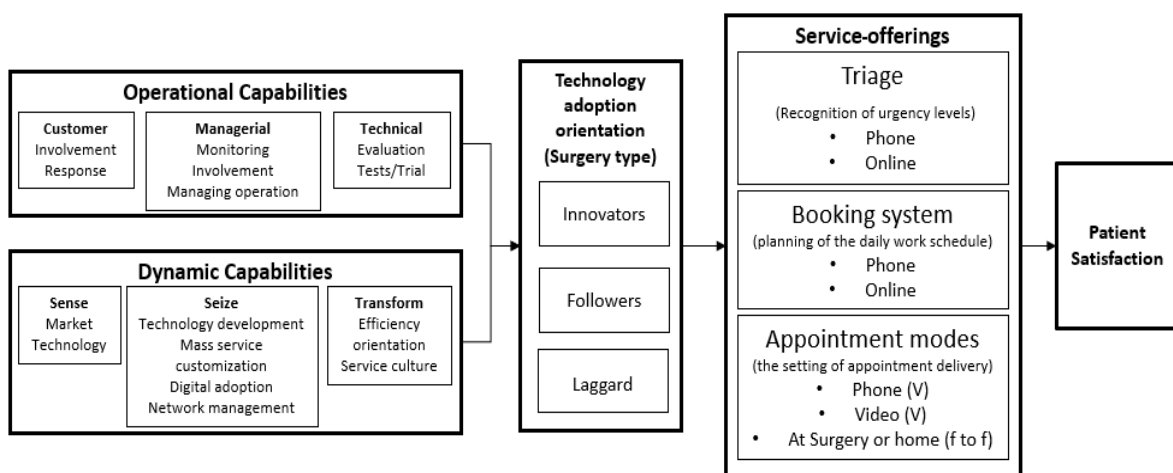 Operational Capabilities
Customer
Involvement
Response
Managerial
Monitoring
Involvement
Managing operation
Technical
Evaluation
Tests/Trial
Dynamic Capabilities
Sense
Market
Technology
Seize
Technology development
Mass service
customization
Digital adoption
Network management
Transform
Efficiency
orientation
Service culture
Technology
adoption
orientation
(Surgery type)
Innovators
Followers
Laggard
Service-offerings
Triage
(Recognition of urgency levels)
• Phone
• Online
Booking system
(planning of the daily work schedule)
• Phone
• Online
Appointment modes
(the setting of appointment delivery)
• Phone (V)
• Video (V)
• At Surgery or home (f to f)
Patient
Satisfaction